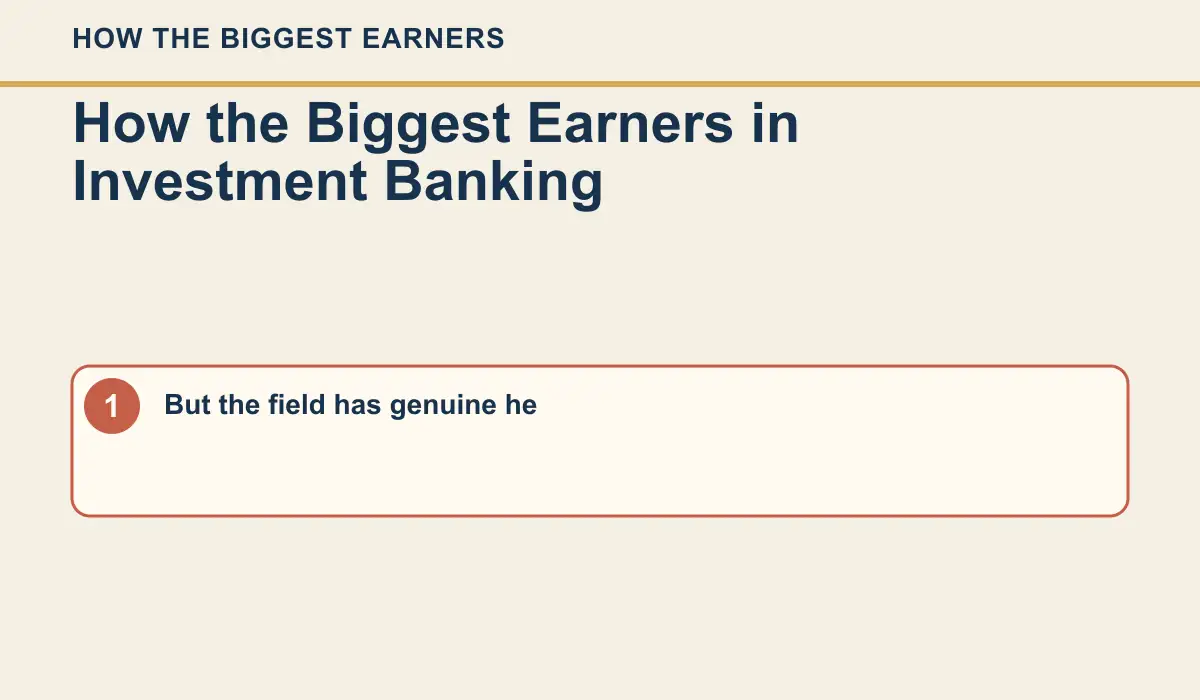 HOW THE BIGGEST EARNERS
How the Biggest Earners in
Investment Banking
1
But the field has genuine he